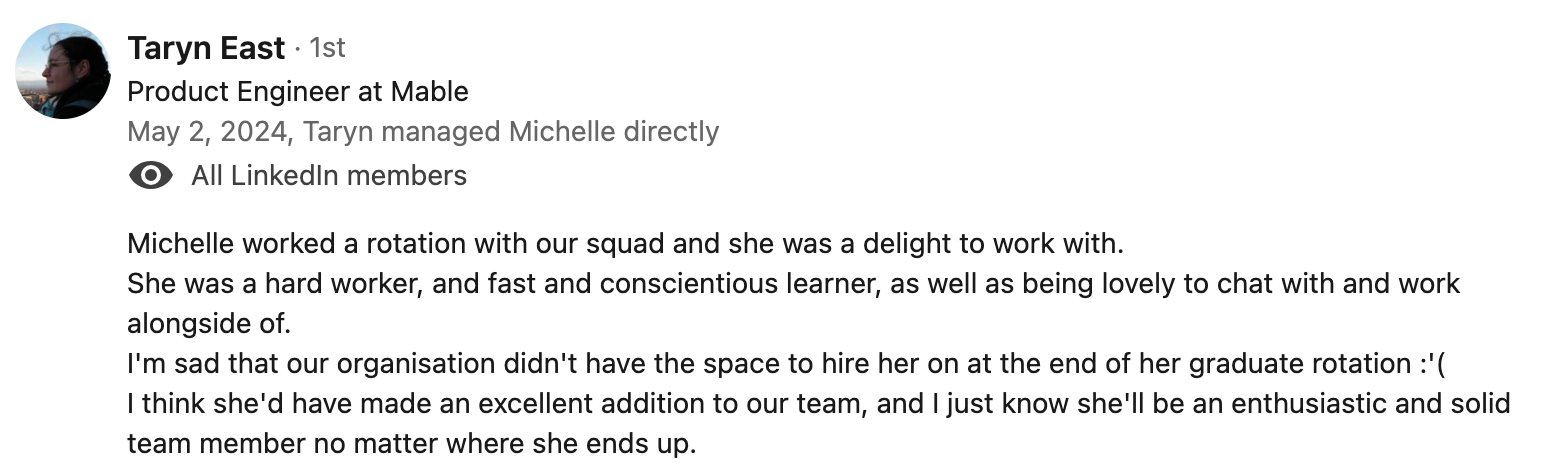 Taryn East · 1st
Product Engineer at Mable
May 2, 2024, Taryn managed Michelle directly
All LinkedIn members
Michelle worked a rotation with our squad and she was a delight to work with.
She was a hard worker, and fast and conscientious learner, as well as being lovely to chat with and work
alongside of.
I'm sad that our organisation didn't have the space to hire her on at the end of her graduate rotation :'(
I think she'd have made an excellent addition to our team, and I just know she'll be an enthusiastic and solid
team member no matter where she ends up.